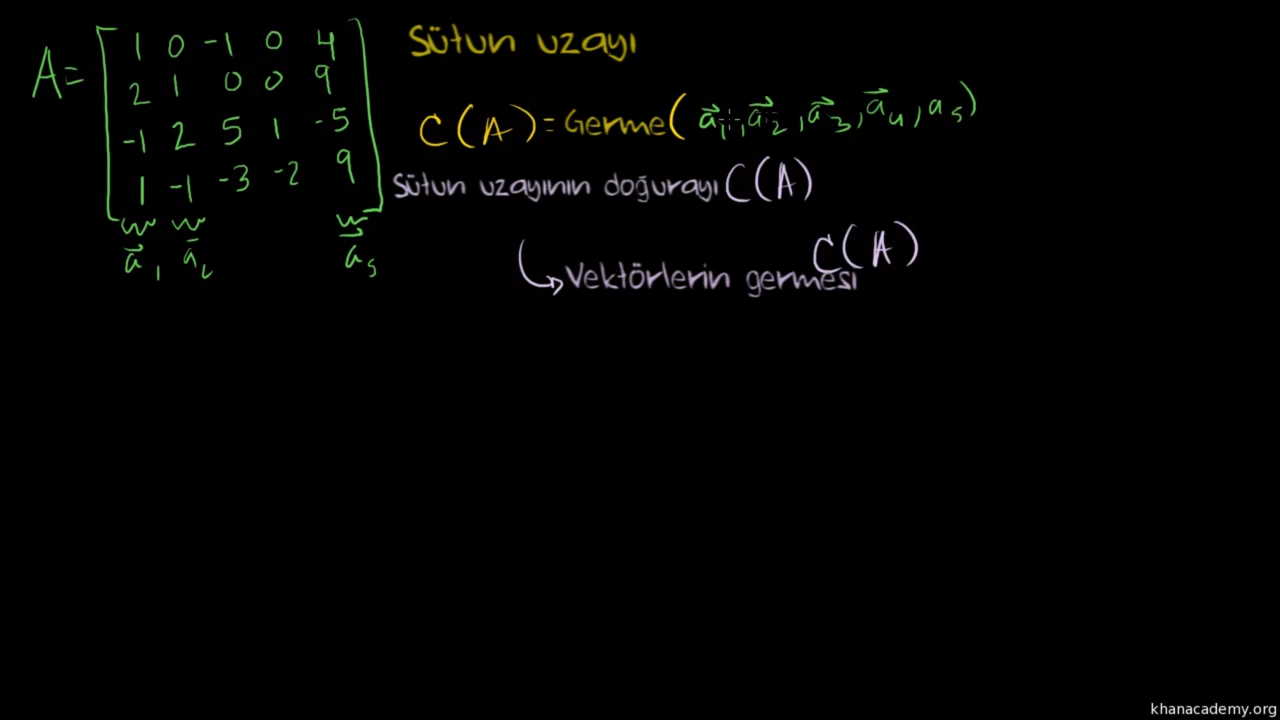 A = [ 1 0 -1 0 4
2 1 0 0 9
-1 2 5 1 -5
1 -1 -3 -2 9 ]
a⃗₁ a⃗₂ a⃗₅
Sütun uzayı
C(A) = Germe(a⃗₁, a⃗₂, a⃗₃, a⃗₄, a₅)
Sütun uzayının doğurayı C(A)
C(A)
↳ Vektörlerin germesi
khanacademy.org